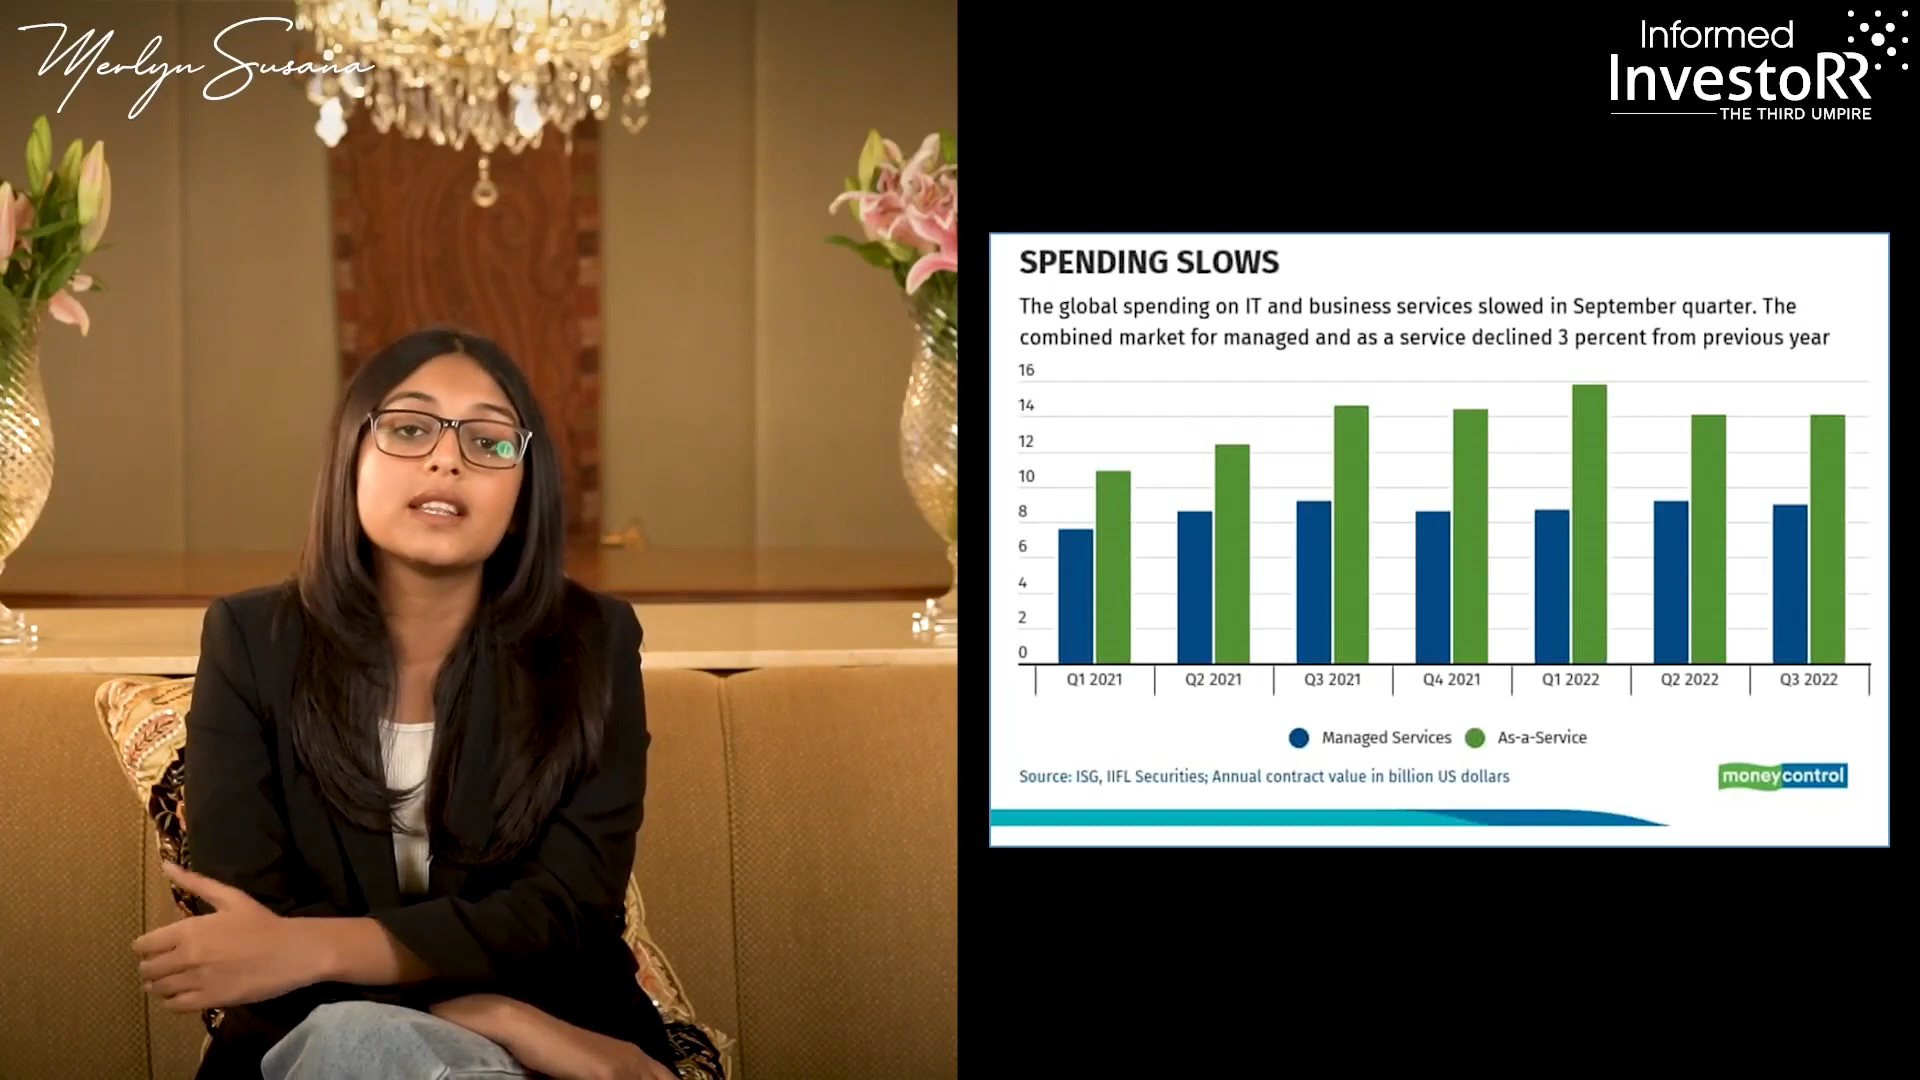 Merlyn Susana
Informed
InvestoRR
THE THIRD UMPIRE
SPENDING SLOWS
The global spending on IT and business services slowed in September quarter. The
combined market for managed and as a service declined 3 percent from previous year
16
14
12
10
8
6
4
2
0
Q1 2021 Q2 2021 Q3 2021 Q4 2021 Q1 2022 Q2 2022 Q3 2022
Managed Services As-a-Service
Source: ISG, IIFL Securities; Annual contract value in billion US dollars
moneycontrol